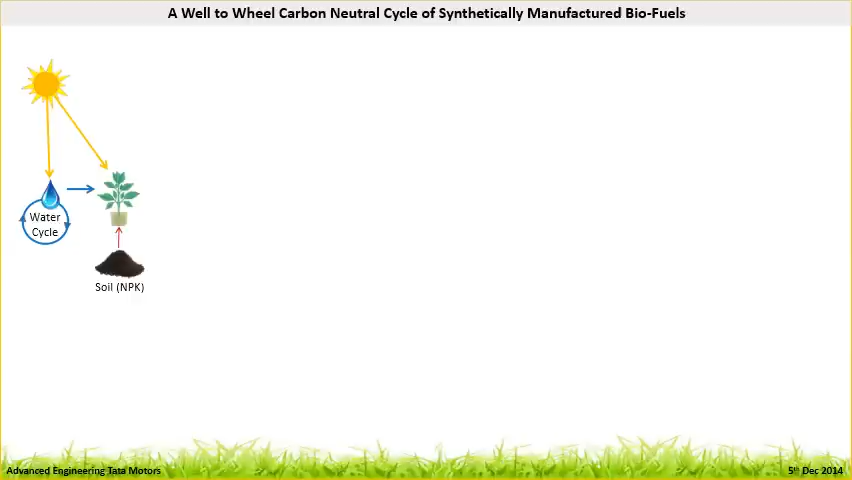 A Well to Wheel Carbon Neutral Cycle of Synthetically Manufactured Bio-Fuels
Water
Cycle
Soil (NPK)
Advanced Engineering Tata Motors
5th Dec 2014